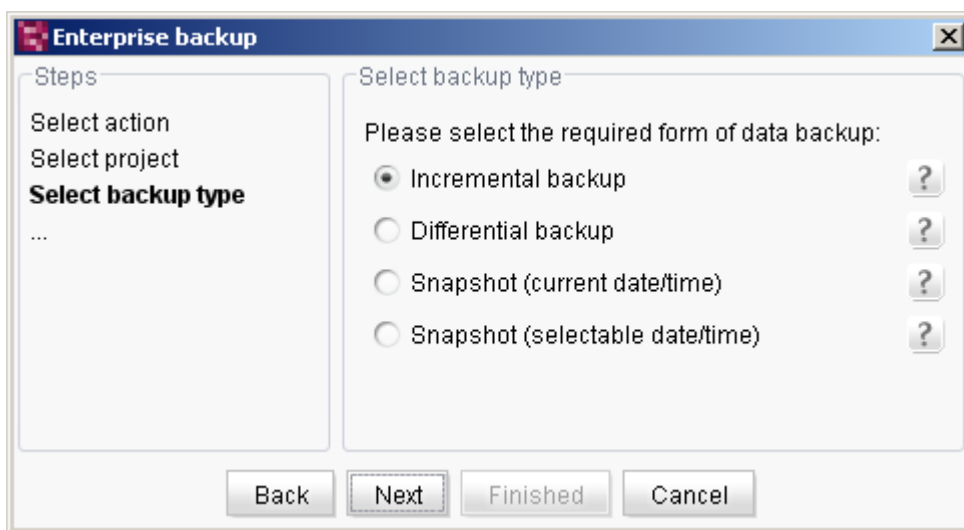 Enterprise backup
Steps
Select action
Select project
Select backup type
...
Select backup type
Please select the required form of data backup:
Incremental backup ?
Differential backup ?
Snapshot (current date/time) ?
Snapshot (selectable date/time) ?
Back Next Finished Cancel